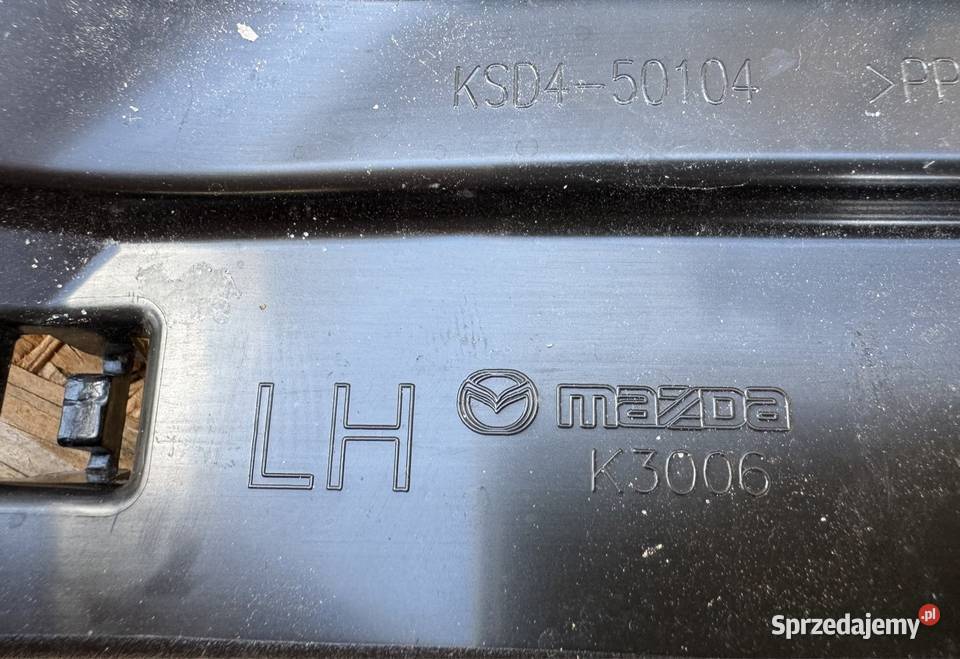 KSD4-50104 >PP
LH mazda
K3006
Sprzedajemy.pl